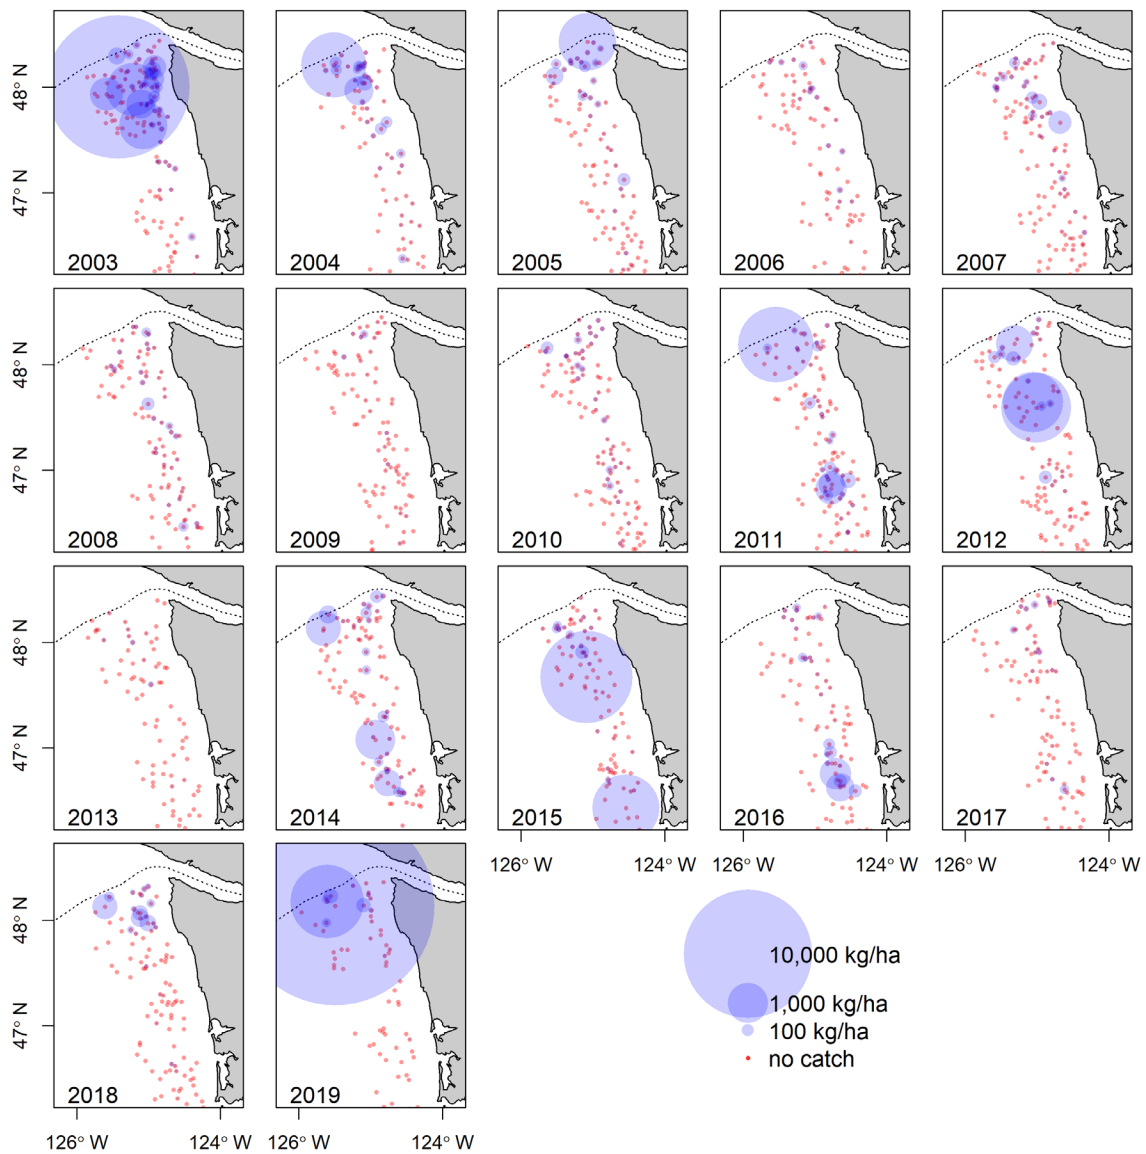 48° N
47° N
2003
2004
2005
2006
2007
48° N
47° N
2008
2009
2010
2011
2012
48° N
47° N
2013
2014
2015
2016
2017
126° W
124° W
126° W
124° W
126° W
124° W
48° N
47° N
2018
2019
10,000 kg/ha
1,000 kg/ha
100 kg/ha
no catch
126° W
124° W
126° W
124° W